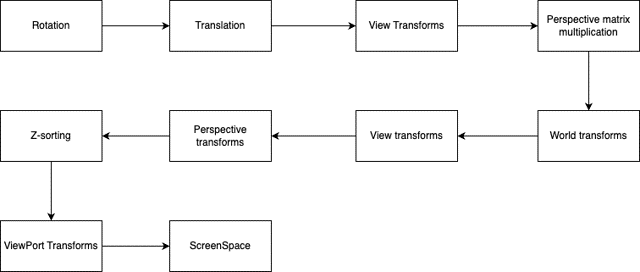 Rotation
Translation
View Transforms
Perspective matrix
multiplication
Z-sorting
Perspective
transforms
View transforms
World transforms
ViewPort Transforms
ScreenSpace